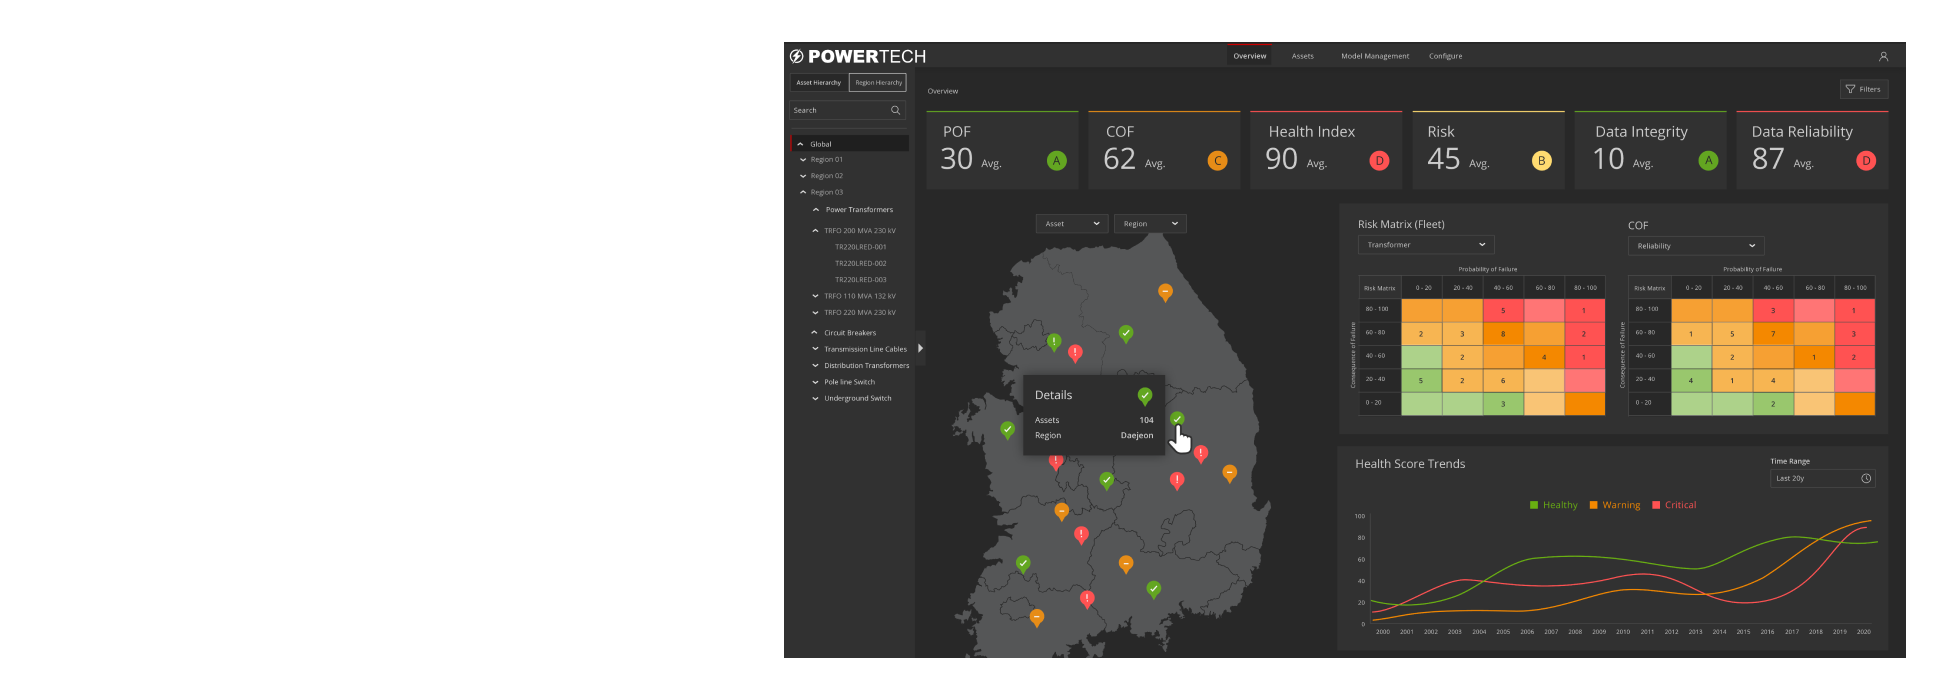 POWERTECH
Overview Assets Model Management Configure
Asset Hierarchy Region Hierarchy
Search
Global
Region 01
Region 02
Region 03
Power Transformers
TRFO 200 MVA 230 kV
TR220LRED-001
TR220LRED-002
TR220LRED-003
TRFO 110 MVA 132 kV
TRFO 220 MVA 230 kV
Circuit Breakers
Transmission Line Cables
Distribution Transformers
Pole line Switch
Underground Switch
Overview
Filters
POF
30 Avg. A
COF
62 Avg. C
Health Index
90 Avg. D
Risk
45 Avg. B
Data Integrity
10 Avg. A
Data Reliability
87 Avg. D
Asset Region
Details
Assets 104
Region Daejeon
Risk Matrix (Fleet)
Transformer
Probability of Failure
Consequence of Failure
Risk Matrix 0 - 20 20 - 40 40 - 60 60 - 80 80 - 100
80 - 100 5 1
60 - 80 2 3 8 2
40 - 60 2 4 1
20 - 40 5 2 6
0 - 20 3
COF
Reliability
Probability of Failure
Consequence of Failure
Risk Matrix 0 - 20 20 - 40 40 - 60 60 - 80 80 - 100
80 - 100 3 1
60 - 80 1 5 7 3
40 - 60 2 1 2
20 - 40 4 1 4
0 - 20 2
Health Score Trends
Time Range
Last 20y
Healthy Warning Critical
100
80
60
40
20
0
2000 2001 2002 2003 2004 2005 2006 2007 2008 2009 2010 2011 2012 2013 2014 2015 2016 2017 2018 2019 2020